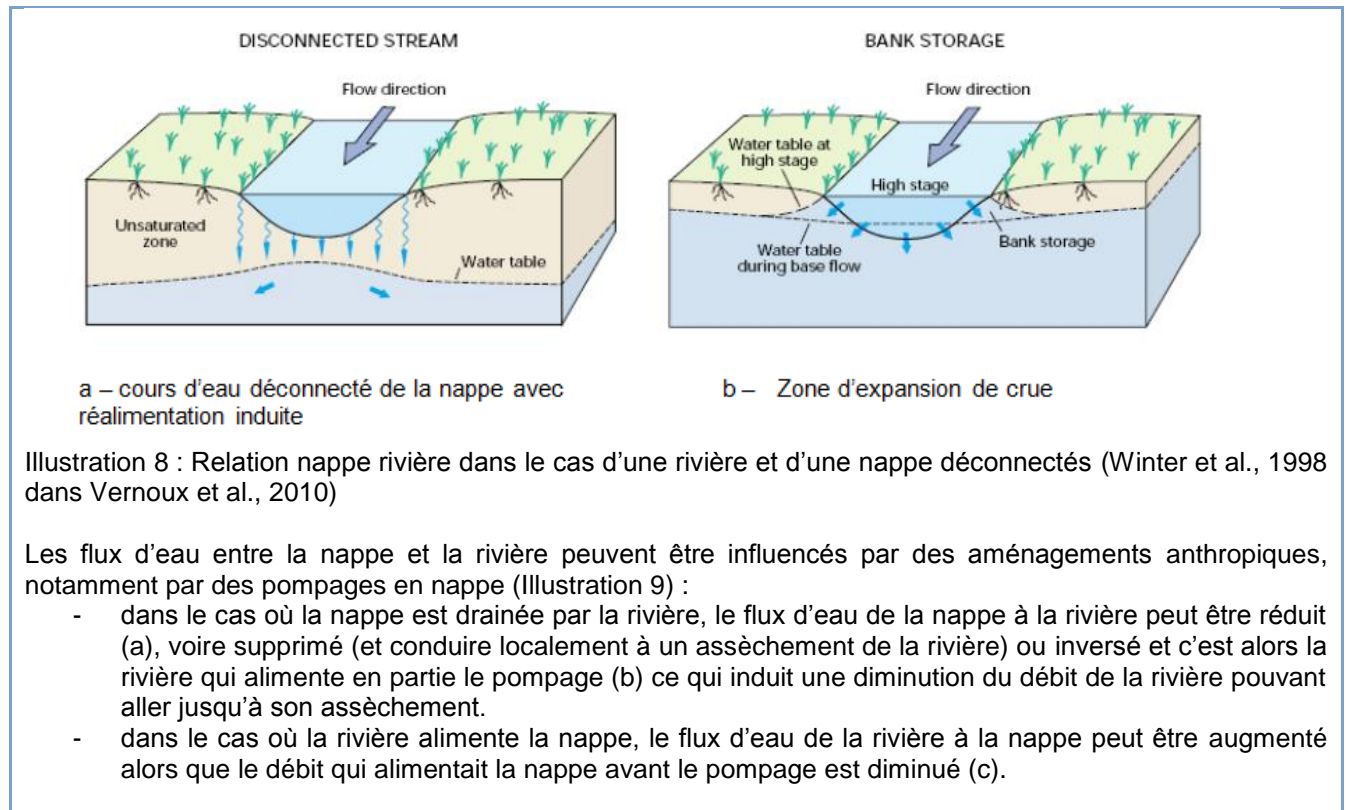 DISCONNECTED STREAM
Flow direction
Unsaturated
zone
Water table
BANK STORAGE
Flow direction
Water table at
high stage
High stage
Bank storage
Water table
during base flow
a – cours d'eau déconnecté de la nappe avec
réalimentation induite
b – Zone d'expansion de crue
Illustration 8 : Relation nappe rivière dans le cas d'une rivière et d'une nappe déconnectés (Winter et al., 1998
dans Vernoux et al., 2010)
Les flux d'eau entre la nappe et la rivière peuvent être influencés par des aménagements anthropiques,
notamment par des pompages en nappe (Illustration 9) :
- dans le cas où la nappe est drainée par la rivière, le flux d'eau de la nappe à la rivière peut être réduit
(a), voire supprimé (et conduire localement à un assèchement de la rivière) ou inversé et c'est alors la
rivière qui alimente en partie le pompage (b) ce qui induit une diminution du débit de la rivière pouvant
aller jusqu'à son assèchement.
- dans le cas où la rivière alimente la nappe, le flux d'eau de la rivière à la nappe peut être augmenté
alors que le débit qui alimentait la nappe avant le pompage est diminué (c).